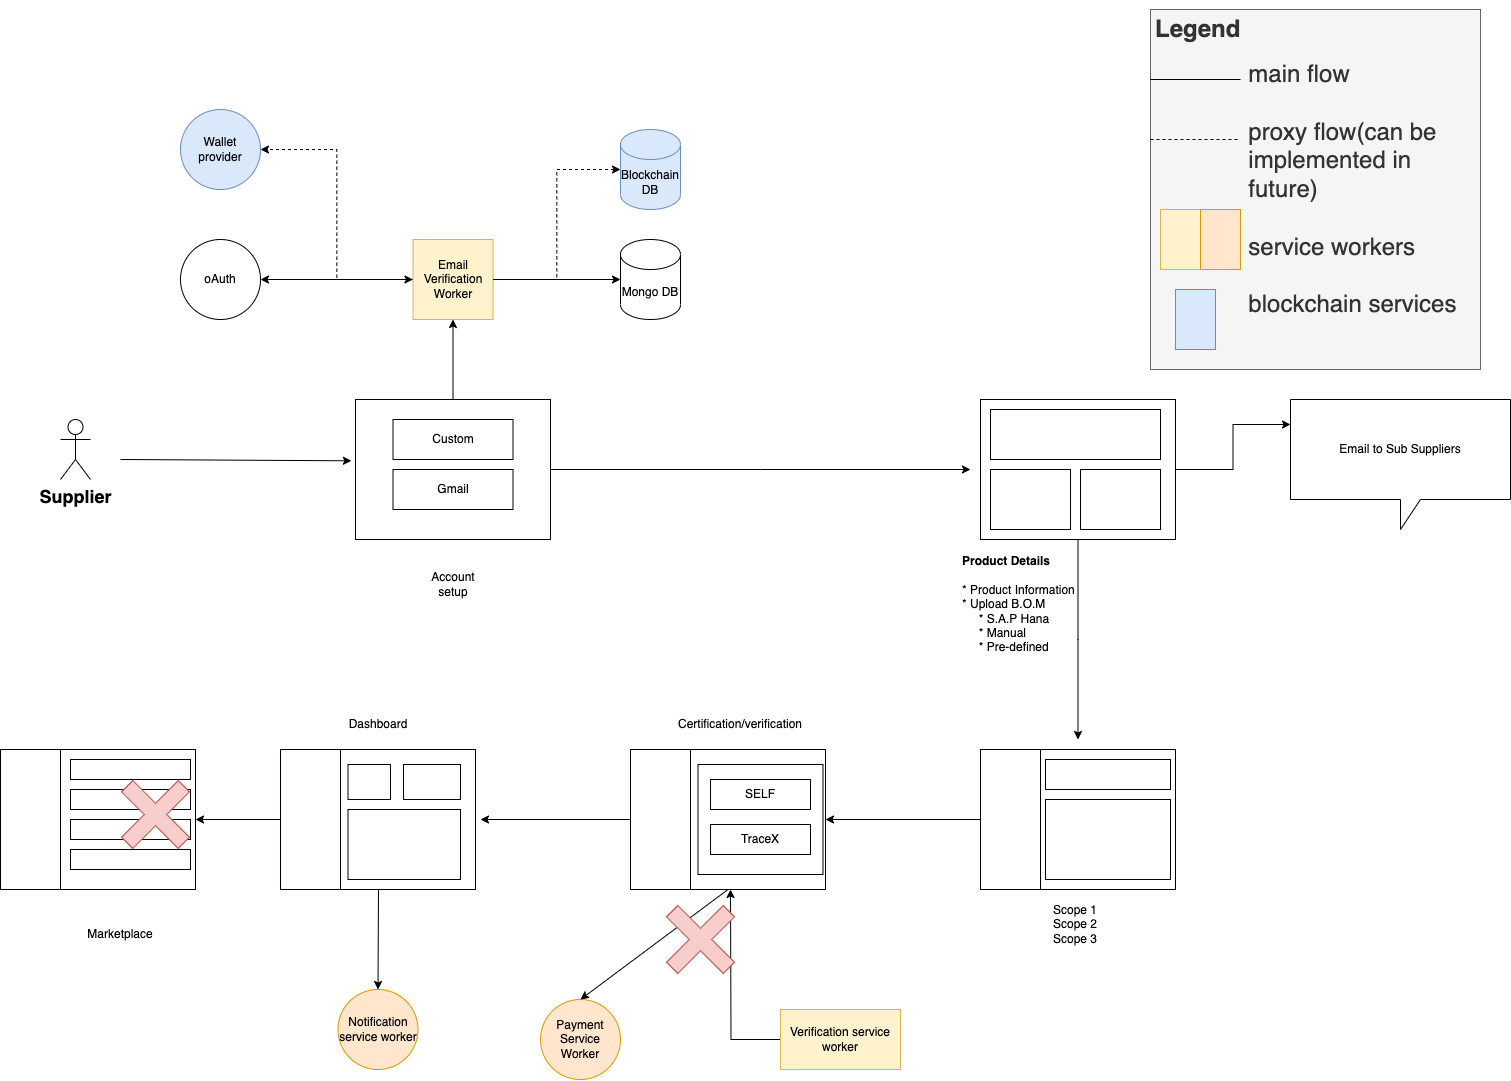 Legend
main flow
proxy flow(can be
implemented in
future)
service workers
blockchain services
Wallet
provider
Blockchain
DB
oAuth
Email
Verification
Worker
Mongo DB
Supplier
Custom
Gmail
Account
setup
Email to Sub Suppliers
Product Details
* Product Information
* Upload B.O.M
* S.A.P Hana
* Manual
* Pre-defined
Dashboard
Certification/verification
SELF
TraceX
Marketplace
Scope 1
Scope 2
Scope 3
Notification
service worker
Payment
Service
Worker
Verification service
worker